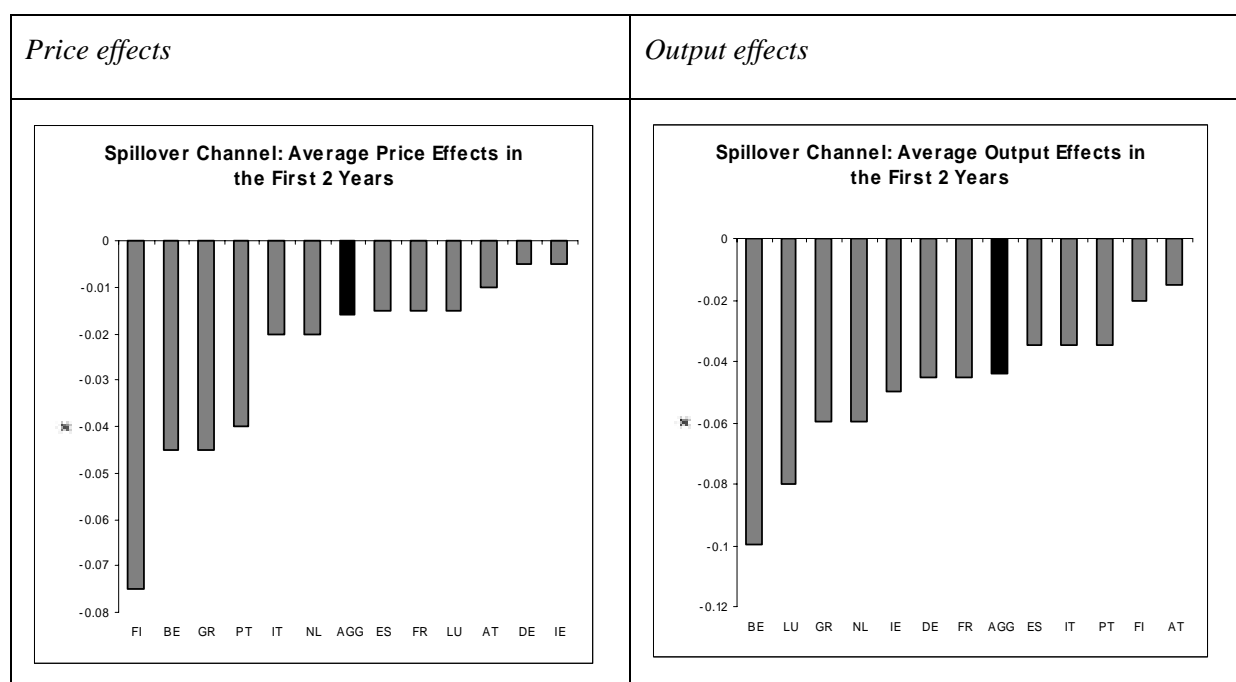 Price effects
Output effects
Spillover Channel: Average Price Effects in
the First 2 Years
0
-0.01
-0.02
-0.03
-0.04
-0.05
-0.06
-0.07
-0.08
FI BE GR PT IT NL AGG ES FR LU AT DE IE
Spillover Channel: Average Output Effects in
the First 2 Years
0
-0.02
-0.04
-0.06
-0.08
-0.1
-0.12
BE LU GR NL IE DE FR AGG ES IT PT FI AT